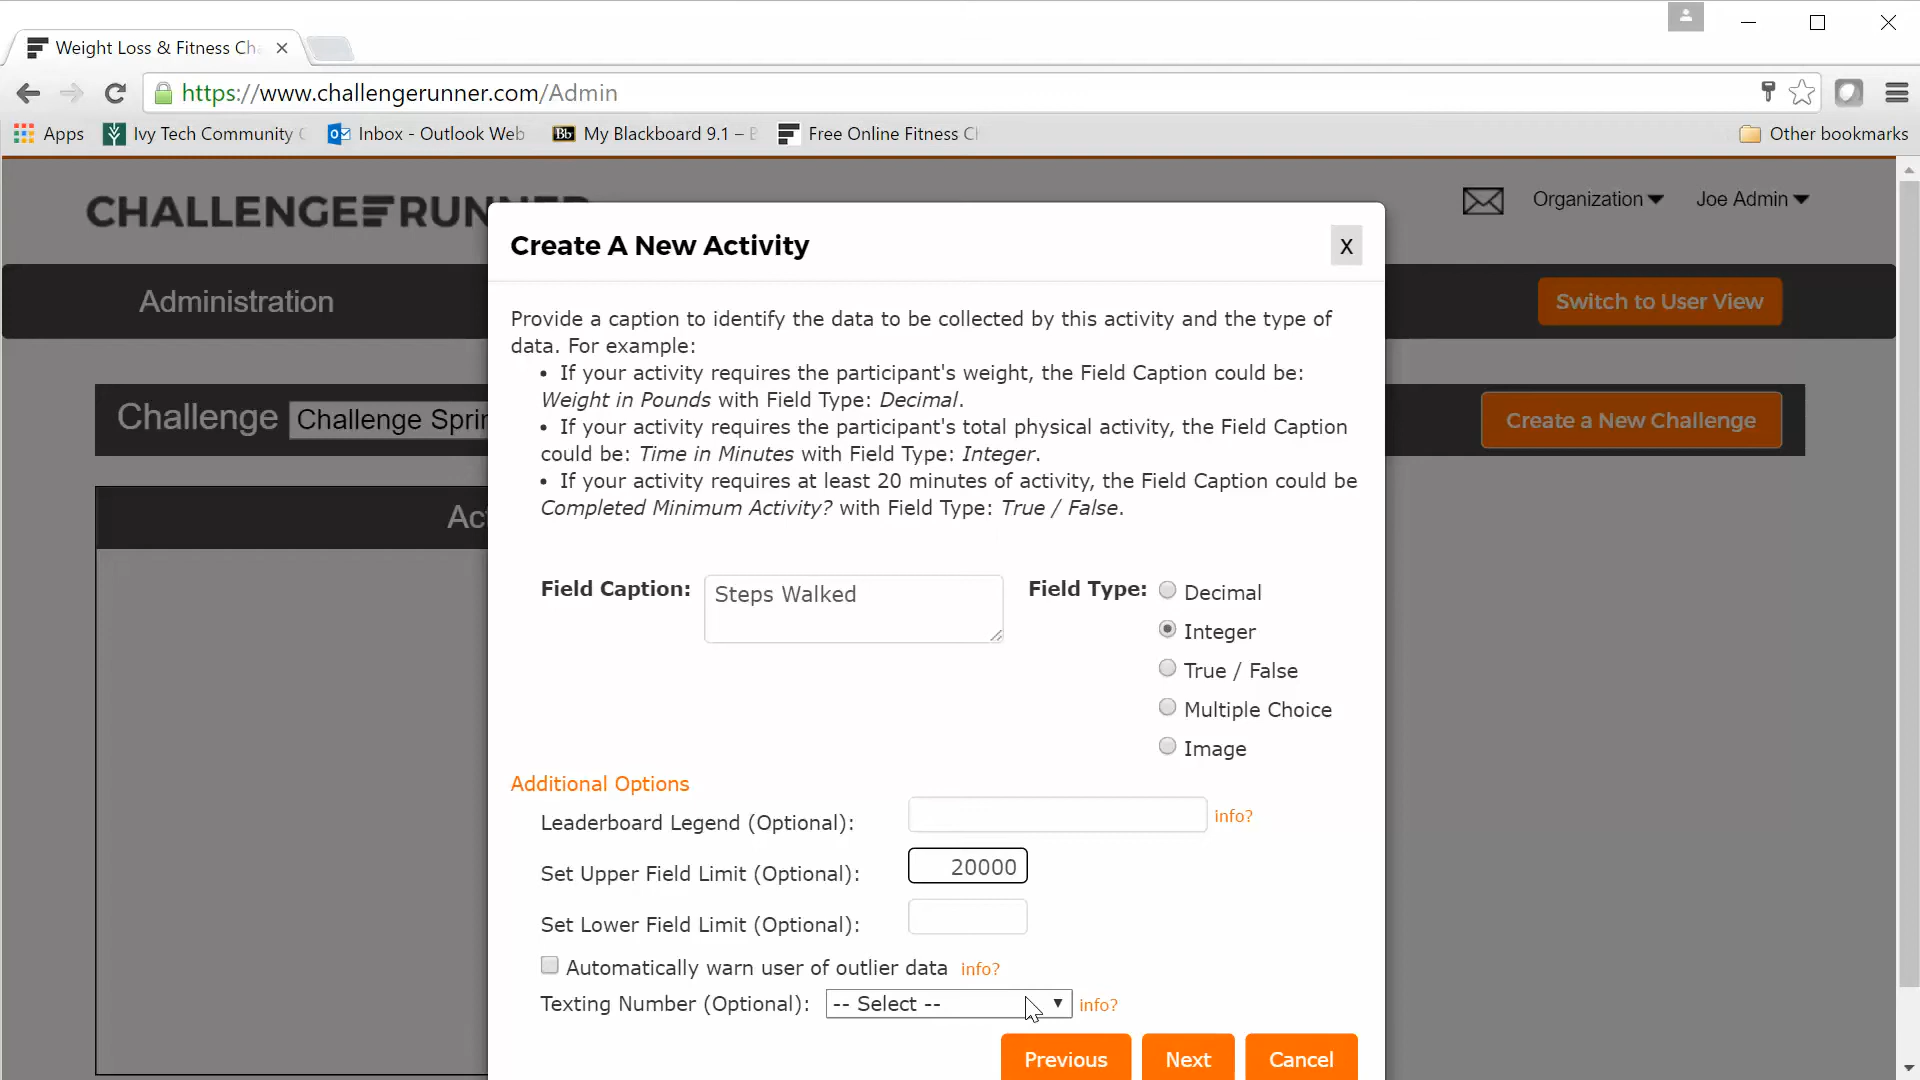 Weight Loss & Fitness Ch
https://www.challengerunner.com/Admin
Apps Ivy Tech Community Inbox - Outlook Web Bb My Blackboard 9.1 – Free Online Fitness Other bookmarks
CHALLENGE RUNNER
Organization Joe Admin
Create A New Activity
X
Administration
Switch to User View
Provide a caption to identify the data to be collected by this activity and the type of
data. For example:
• If your activity requires the participant's weight, the Field Caption could be:
Weight in Pounds with Field Type: Decimal.
• If your activity requires the participant's total physical activity, the Field Caption
could be: Time in Minutes with Field Type: Integer.
• If your activity requires at least 20 minutes of activity, the Field Caption could be
Completed Minimum Activity? with Field Type: True / False.
Challenge Challenge Sprin
Create a New Challenge
Ac
Field Caption: Steps Walked
Field Type: Decimal
Integer
True / False
Multiple Choice
Image
Additional Options
Leaderboard Legend (Optional): info?
Set Upper Field Limit (Optional): 20000
Set Lower Field Limit (Optional):
Automatically warn user of outlier data info?
Texting Number (Optional): -- Select -- info?
Previous Next Cancel